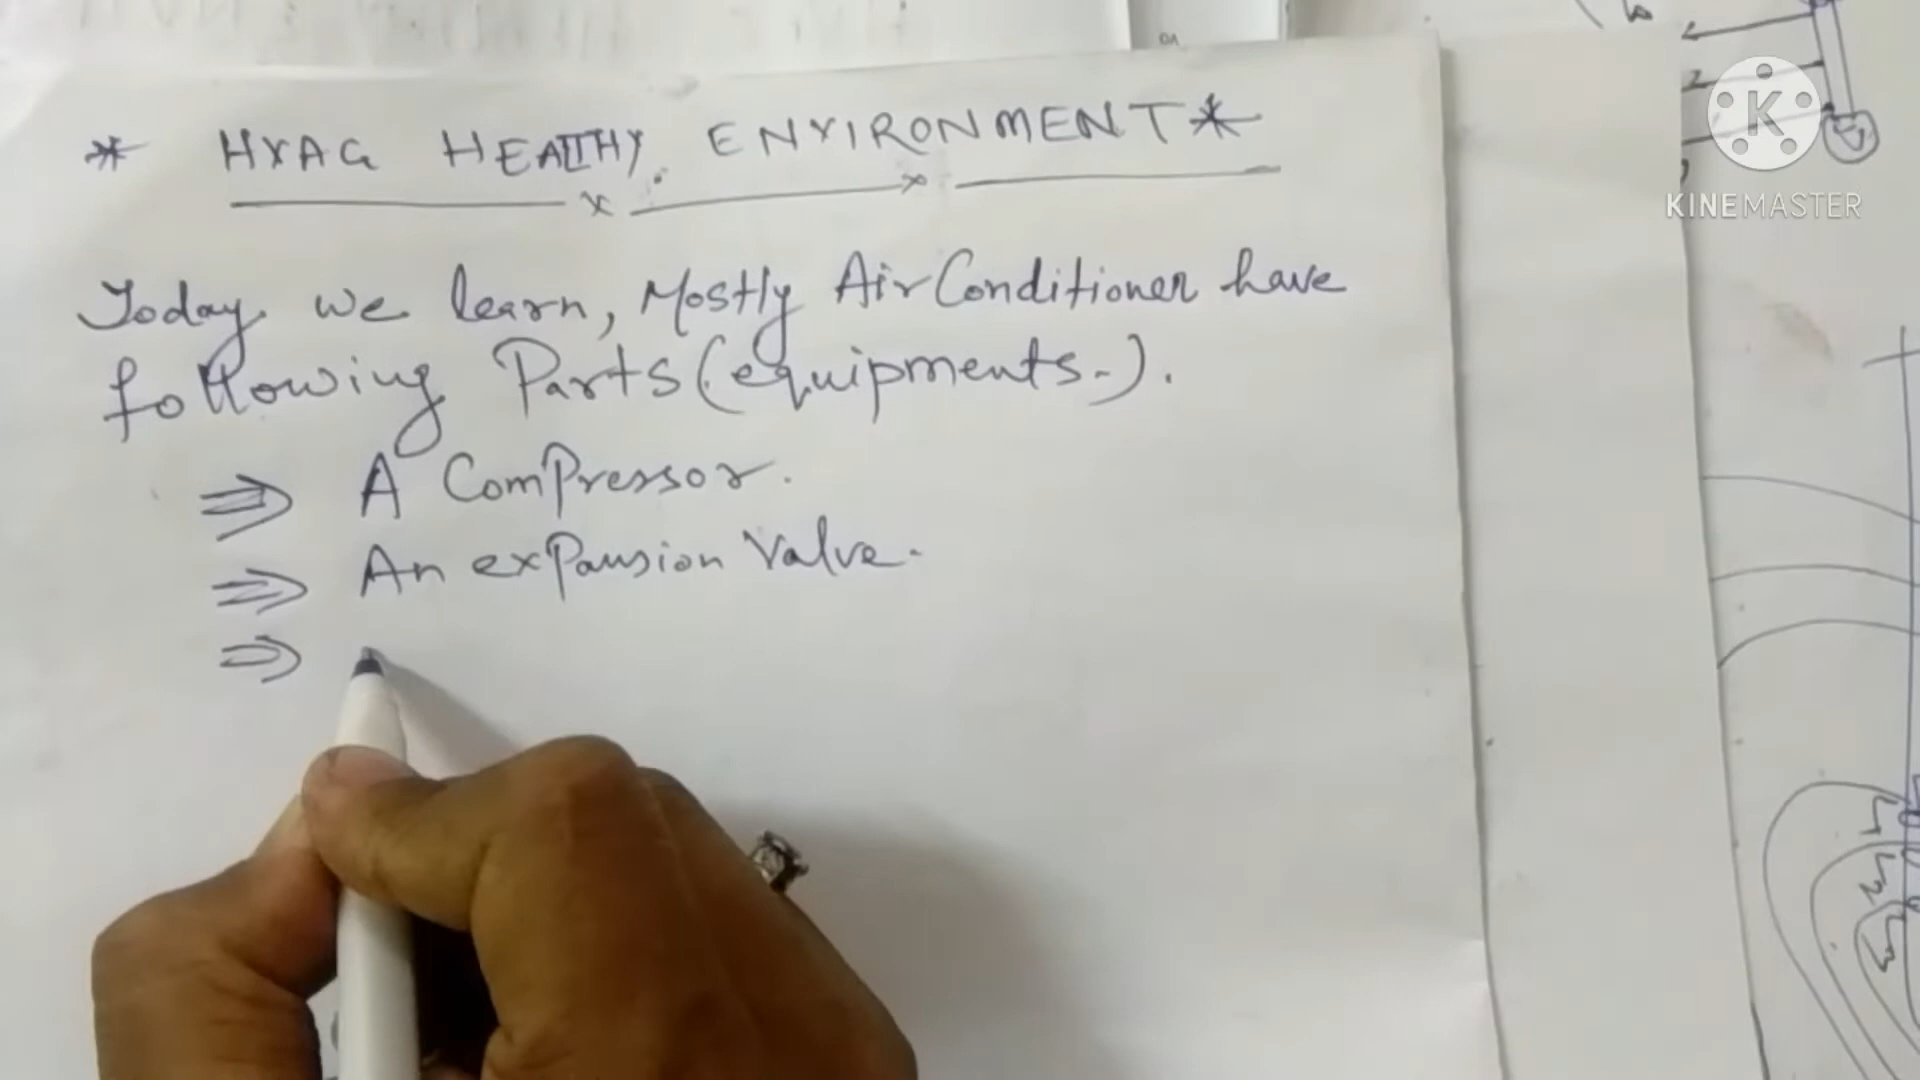 * HVAC HEALTHY. ENVIRONMENT *
Today we learn, Mostly Air Conditioner have
following Parts (equipments-).
⇒ A Compressor.
⇒ An expansion Valve.
⇒
K
KINEMASTER